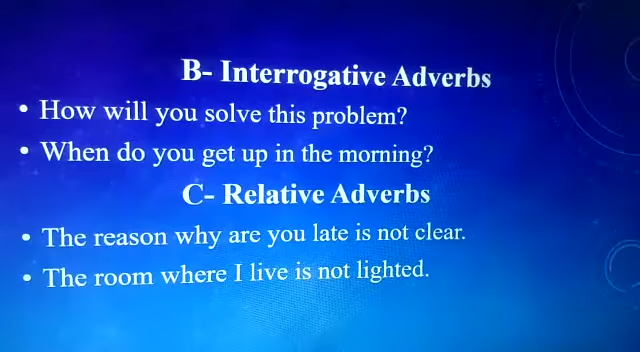 B- Interrogative Adverbs
• How will you solve this problem?
• When do you get up in the morning?
C- Relative Adverbs
• The reason why are you late is not clear.
• The room where I live is not lighted.